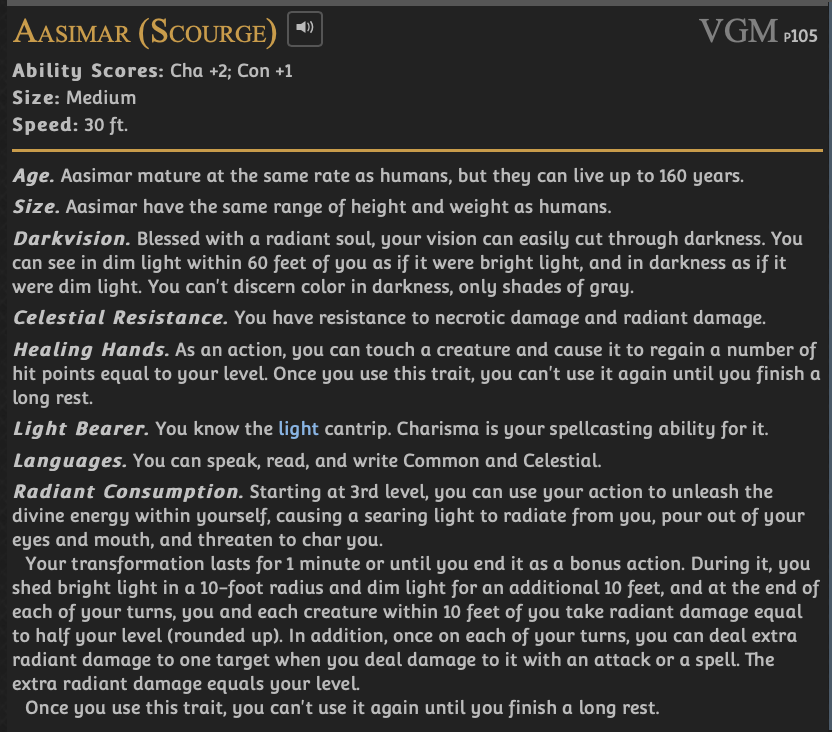 Aasimar (Scourge)
VGM p105
Ability Scores: Cha +2; Con +1
Size: Medium
Speed: 30 ft.
Age. Aasimar mature at the same rate as humans, but they can live up to 160 years.
Size. Aasimar have the same range of height and weight as humans.
Darkvision. Blessed with a radiant soul, your vision can easily cut through darkness. You
can see in dim light within 60 feet of you as if it were bright light, and in darkness as if it
were dim light. You can't discern color in darkness, only shades of gray.
Celestial Resistance. You have resistance to necrotic damage and radiant damage.
Healing Hands. As an action, you can touch a creature and cause it to regain a number of
hit points equal to your level. Once you use this trait, you can't use it again until you finish a
long rest.
Light Bearer. You know the light cantrip. Charisma is your spellcasting ability for it.
Languages. You can speak, read, and write Common and Celestial.
Radiant Consumption. Starting at 3rd level, you can use your action to unleash the
divine energy within yourself, causing a searing light to radiate from you, pour out of your
eyes and mouth, and threaten to char you.
Your transformation lasts for 1 minute or until you end it as a bonus action. During it, you
shed bright light in a 10-foot radius and dim light for an additional 10 feet, and at the end of
each of your turns, you and each creature within 10 feet of you take radiant damage equal
to half your level (rounded up). In addition, once on each of your turns, you can deal extra
radiant damage to one target when you deal damage to it with an attack or a spell. The
extra radiant damage equals your level.
Once you use this trait, you can't use it again until you finish a long rest.